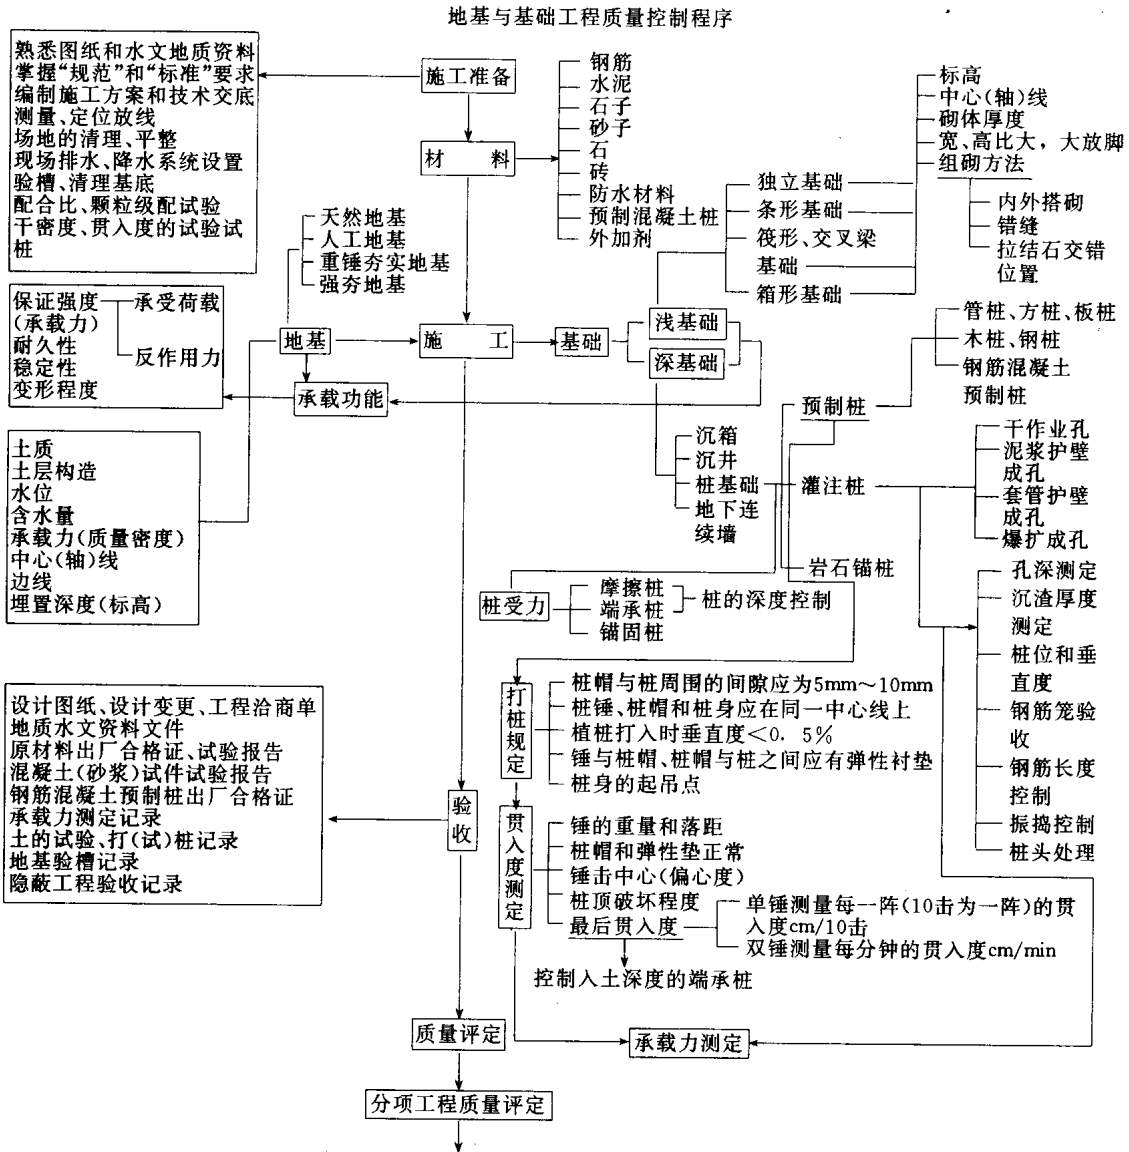 地基与基础工程质量控制程序
熟悉图纸和水文地质资料
掌握“规范”和“标准”要求
编制施工方案和技术交底
测量、定位放线
场地的清理、平整
现场排水、降水系统设置
验槽、清理基底
配合比、颗粒级配试验
干密度、贯入度的试验试
桩
施工准备
材 料
钢筋
水泥
石子
砂子
石
砖
防水材料
预制混凝土桩
外加剂
标高
中心(轴)线
砌体厚度
宽、高比大，大放脚
组砌方法
内外搭砌
错缝
拉结石交错
位置
独立基础
条形基础
筏形、交叉梁
基础
箱形基础
天然地基
人工地基
重锤夯实地基
强夯地基
保证强度
(承载力)
耐久性
稳定性
变形程度
承受荷载
反作用力
地基
施 工
基础
浅基础
深基础
承载功能
管桩、方桩、板桩
木桩、钢桩
钢筋混凝土
预制桩
预制桩
土质
土层构造
水位
含水量
承载力(质量密度)
中心(轴)线
边线
埋置深度(标高)
沉箱
沉井
桩基础
地下连
续墙
灌注桩
岩石锚桩
干作业孔
泥浆护壁
成孔
套管护壁
成孔
爆扩成孔
桩受力
摩擦桩
端承桩
锚固桩
桩的深度控制
孔深测定
沉渣厚度
测定
桩位和垂
直度
钢筋笼验
收
钢筋长度
控制
振捣控制
桩头处理
打桩规定
桩帽与桩周围的间隙应为5mm～10mm
桩锤、桩帽和桩身应在同一中心线上
植桩打入时垂直度＜0．5％
锤与桩帽、桩帽与桩之间应有弹性衬垫
桩身的起吊点
设计图纸、设计变更、工程洽商单
地质水文资料文件
原材料出厂合格证、试验报告
混凝土(砂浆)试件试验报告
钢筋混凝土预制桩出厂合格证
承载力测定记录
土的试验、打(试)桩记录
地基验槽记录
隐蔽工程验收记录
验收
贯入度测定
锤的重量和落距
桩帽和弹性垫正常
锤击中心(偏心度)
桩顶破坏程度
最后贯入度
单锤测量每一阵(10击为一阵)的贯
入度cm/10击
双锤测量每分钟的贯入度cm/min
控制入土深度的端承桩
质量评定
承载力测定
分项工程质量评定